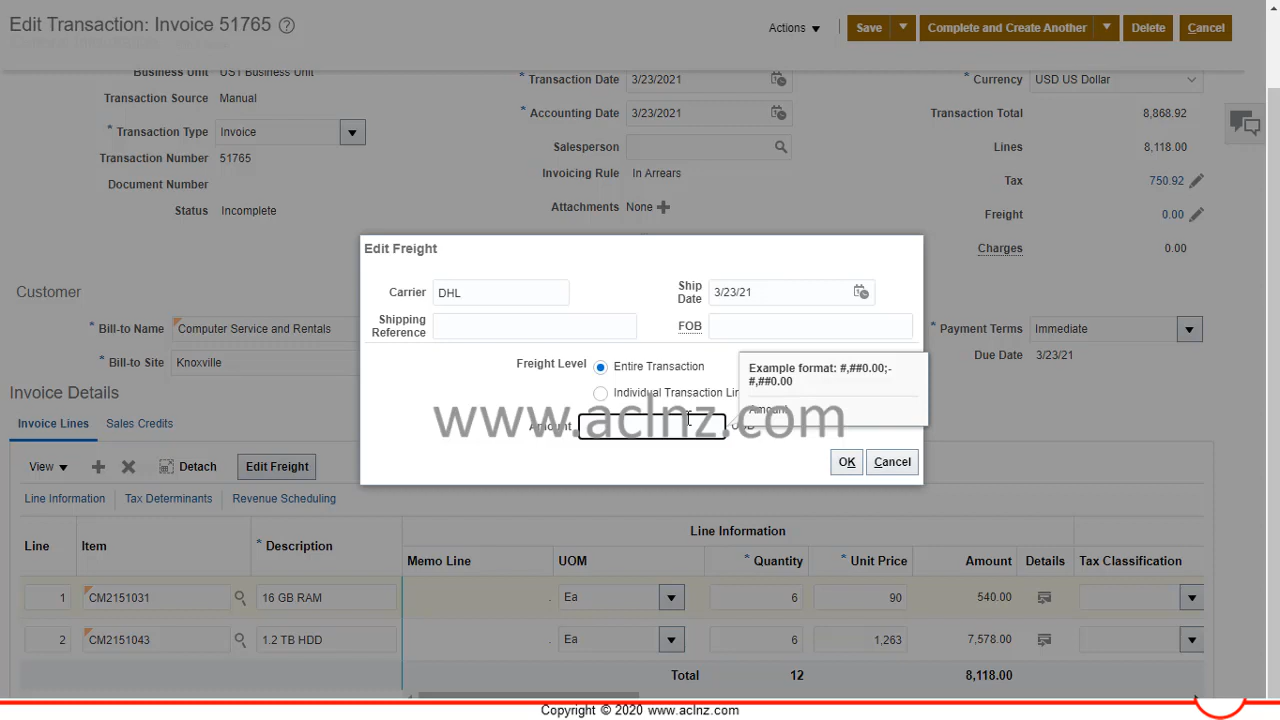 Edit Transaction: Invoice 51765
Actions
Save
Complete and Create Another
Delete
Cancel
Business Unit US1 Business Unit
Transaction Source Manual
* Transaction Type Invoice
Transaction Number 51765
Document Number
Status Incomplete
* Transaction Date 3/23/2021
* Accounting Date 3/23/2021
Salesperson
Invoicing Rule In Arrears
Attachments None
* Currency USD US Dollar
Transaction Total 8,868.92
Lines 8,118.00
Tax 750.92
Freight 0.00
Charges 0.00
Edit Freight
Carrier DHL
Ship Date 3/23/21
Shipping Reference
FOB
Freight Level Entire Transaction
Individual Transaction Lin
Example format: #,##0.00;-
#,##0.00
Amount
Amount USD
www.aclnz.com
OK
Cancel
Customer
* Bill-to Name Computer Service and Rentals
* Bill-to Site Knoxville
* Payment Terms Immediate
Due Date 3/23/21
Invoice Details
Invoice Lines Sales Credits
View Detach Edit Freight
Line Information Tax Determinants Revenue Scheduling
Line Information
Line Item * Description Memo Line UOM * Quantity * Unit Price Amount Details Tax Classification
1 CM2151031 16 GB RAM . Ea 6 90 540.00
2 CM2151043 1.2 TB HDD . Ea 6 1,263 7,578.00
Total 12 8,118.00
Copyright © 2020 www.aclnz.com